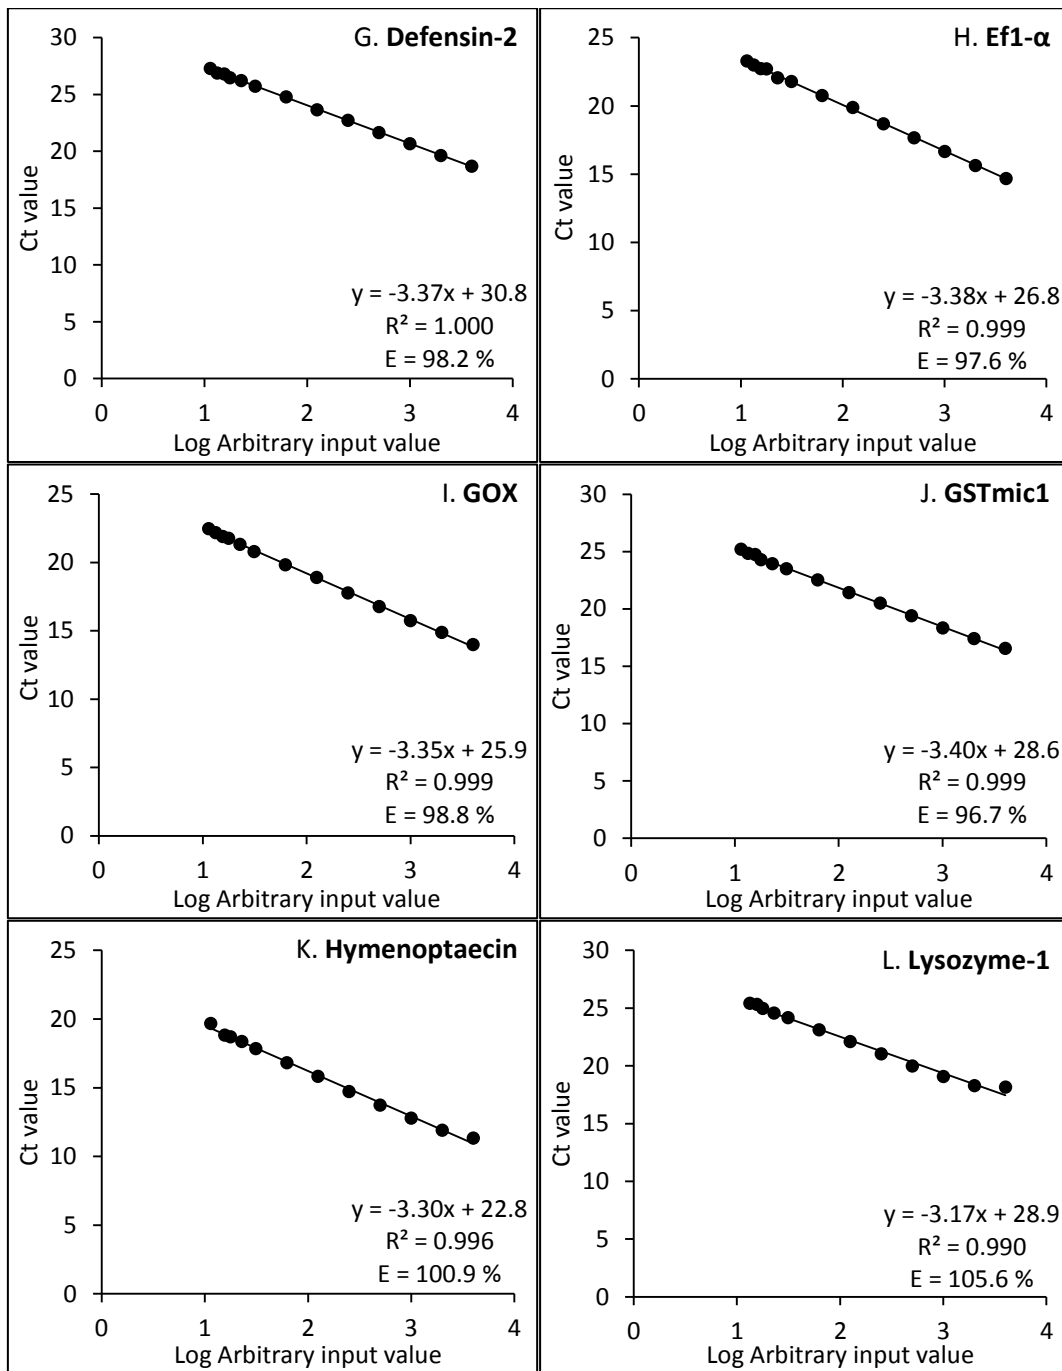 G. Defensin-2
30
25
20
15
10
5
0
Ct value
y = -3.37x + 30.8
R² = 1.000
E = 98.2 %
0 1 2 3 4
Log Arbitrary input value
H. Ef1-α
25
20
15
10
5
0
Ct value
y = -3.38x + 26.8
R² = 0.999
E = 97.6 %
0 1 2 3 4
Log Arbitrary input value
I. GOX
25
20
15
10
5
0
Ct value
y = -3.35x + 25.9
R² = 0.999
E = 98.8 %
0 1 2 3 4
Log Arbitrary input value
J. GSTmic1
30
25
20
15
10
5
0
Ct value
y = -3.40x + 28.6
R² = 0.999
E = 96.7 %
0 1 2 3 4
Log Arbitrary input value
K. Hymenoptaecin
25
20
15
10
5
0
Ct value
y = -3.30x + 22.8
R² = 0.996
E = 100.9 %
0 1 2 3 4
Log Arbitrary input value
L. Lysozyme-1
30
25
20
15
10
5
0
Ct value
y = -3.17x + 28.9
R² = 0.990
E = 105.6 %
0 1 2 3 4
Log Arbitrary input value